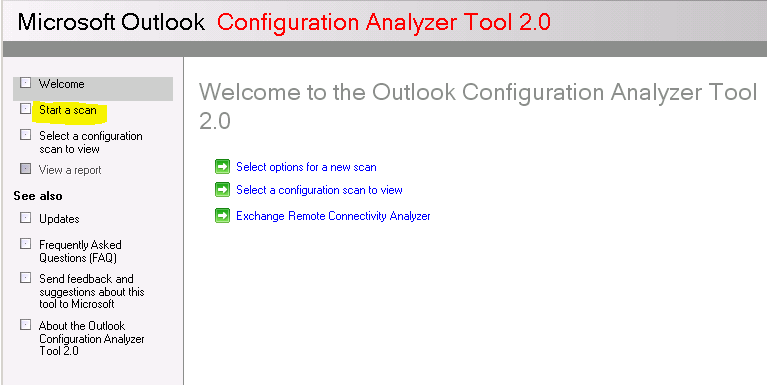 Microsoft Outlook Configuration Analyzer Tool 2.0
Welcome
Start a scan
Select a configuration
scan to view
View a report
See also
Updates
Frequently Asked
Questions (FAQ)
Send feedback and
suggestions about this
tool to Microsoft
About the Outlook
Configuration Analyzer
Tool 2.0
Welcome to the Outlook Configuration Analyzer Tool
2.0
Select options for a new scan
Select a configuration scan to view
Exchange Remote Connectivity Analyzer